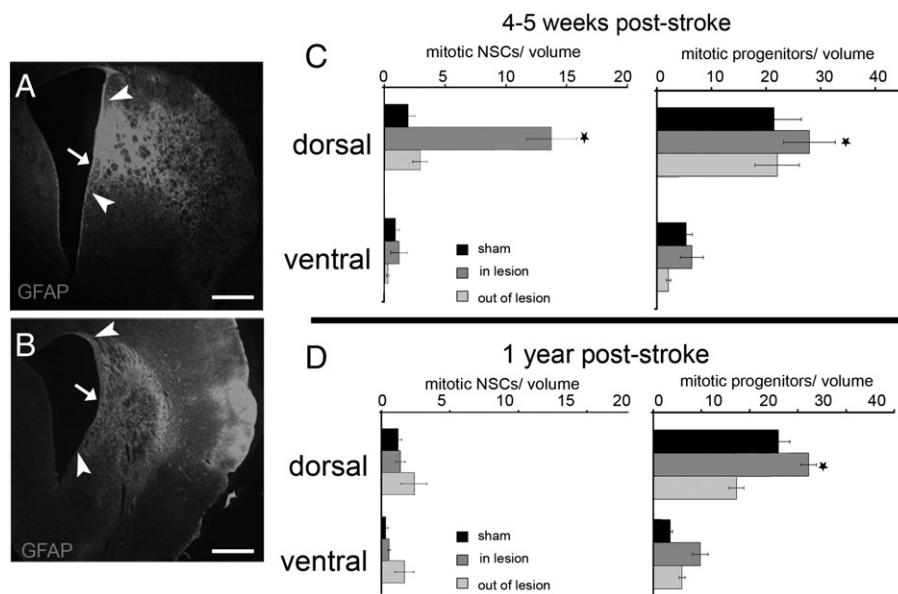 A
GFAP
B
GFAP
4-5 weeks post-stroke
C
mitotic NSCs/ volume
0 5 10 15 20
mitotic progenitors/ volume
0 10 20 30 40
dorsal
ventral
sham
in lesion
out of lesion
D
1 year post-stroke
mitotic NSCs/ volume
0 5 10 15 20
mitotic progenitors/ volume
0 10 20 30 40
dorsal
ventral
sham
in lesion
out of lesion